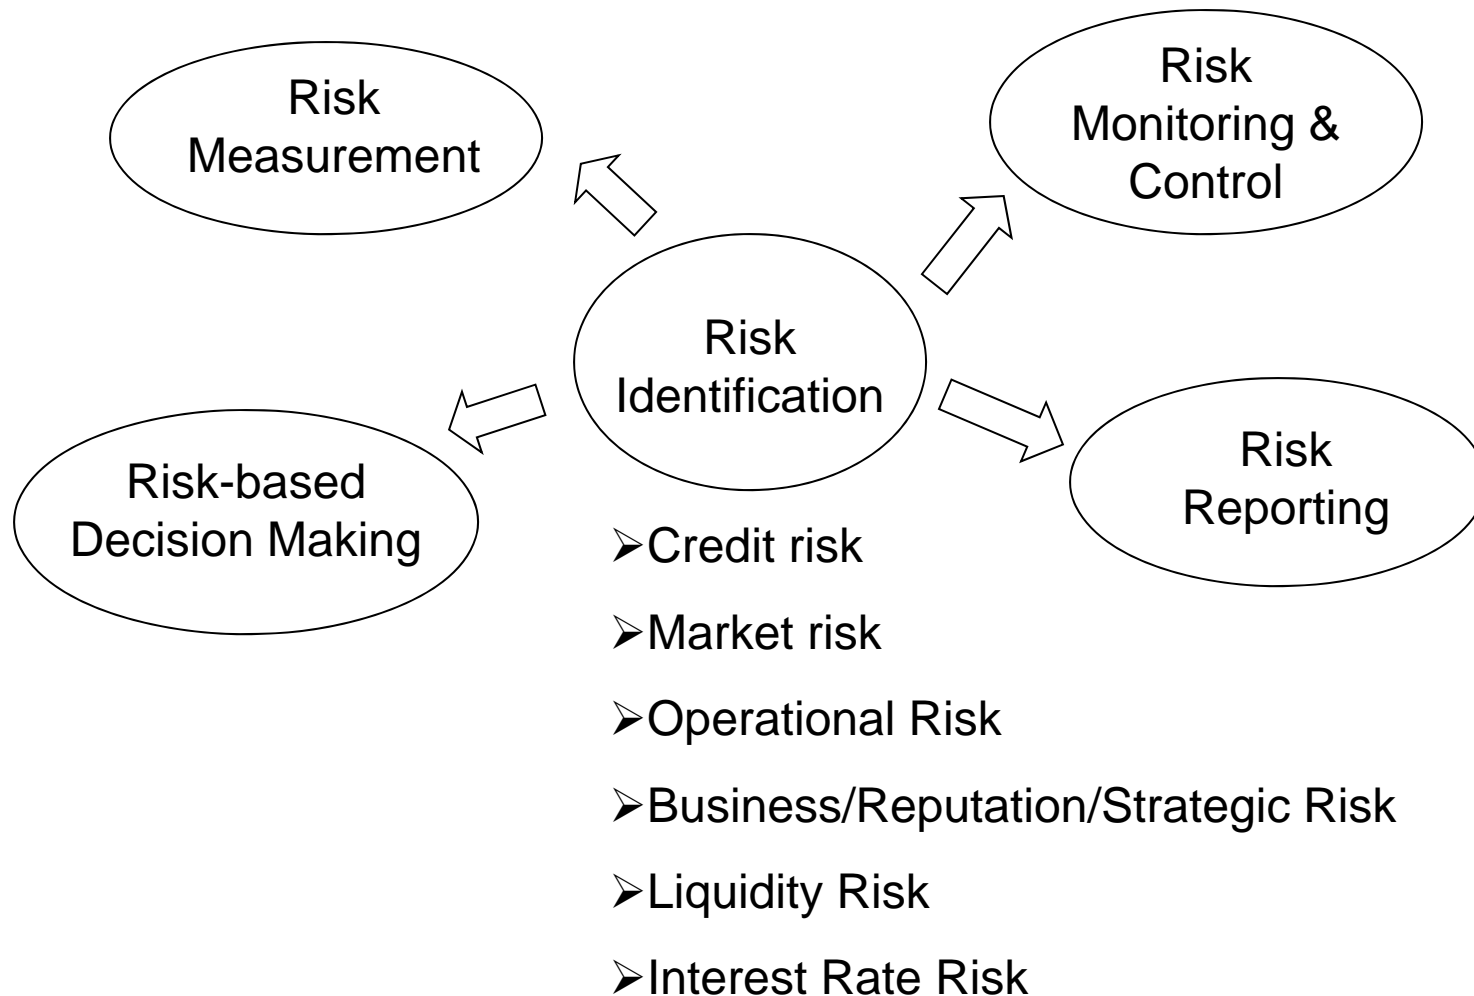 Risk
Measurement
Risk
Monitoring &
Control
Risk
Identification
Risk-based
Decision Making
Risk
Reporting
➢Credit risk
➢Market risk
➢Operational Risk
➢Business/Reputation/Strategic Risk
➢Liquidity Risk
➢Interest Rate Risk